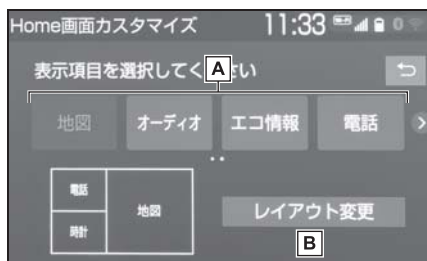 Home画面カスタマイズ 11:33 0
表示項目を選択してく A さい
地図 オーディオ エコ情報 電話
電話 地図
時計
レイアウト変更
B